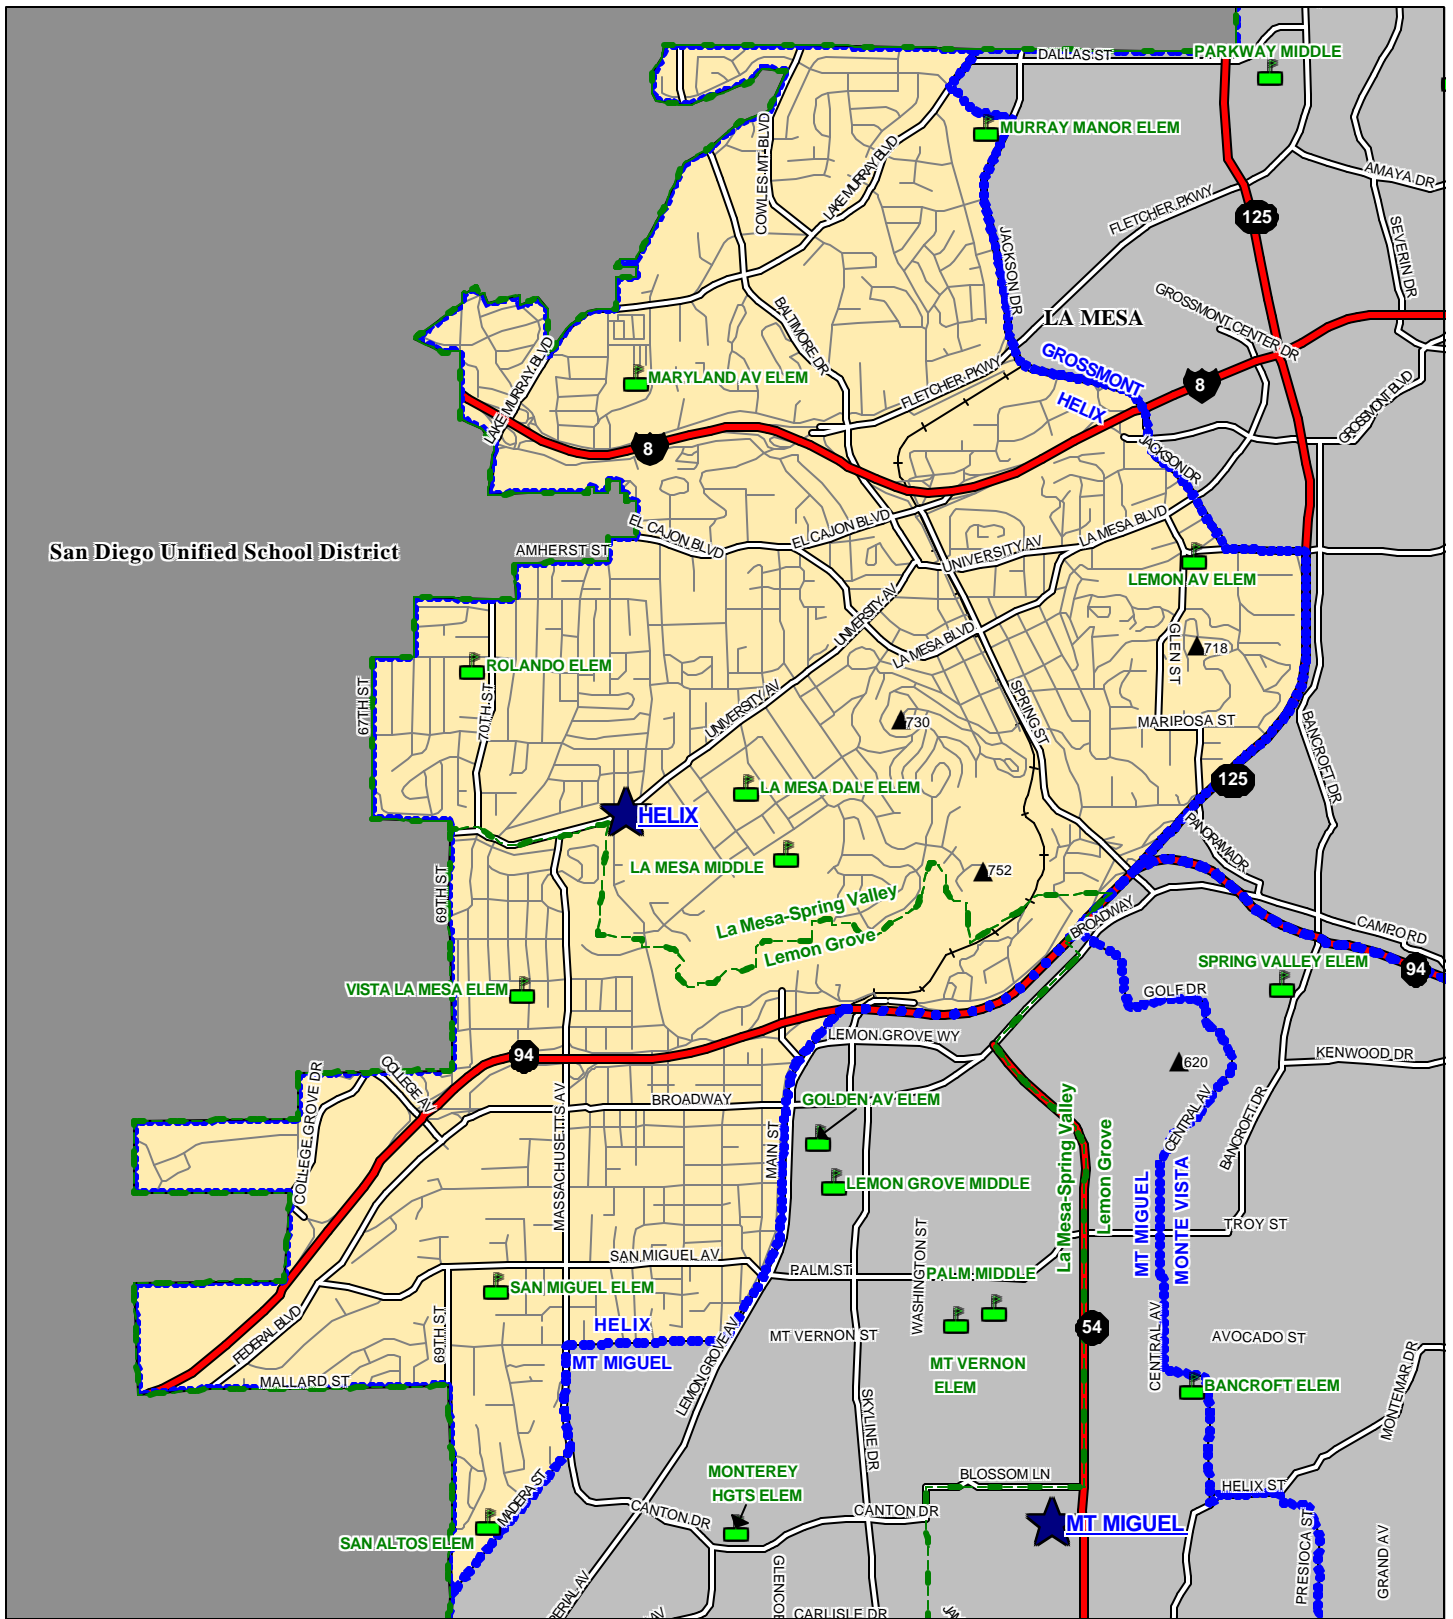 DALLAS ST
PARKWAY MIDDLE
MURRAY MANOR ELEM
COWLES MT BLVD
LAKE MURRAY BLVD
AMAYA DR
FLETCHER PKWY
125
SEVERIN DR
JACKSON DR
GROSSMONT CENTER DR
LA MESA
BALTIMORE DR
LAKE MURRAY BLVD
MARYLAND AV ELEM
FLETCHER PKWY
GROSSMONT
HELIX
8
GROSSMONT BLVD
8
JACKSON DR
EL CAJON BLVD
EL CAJON BLVD
LA MESA BLVD
San Diego Unified School District
AMHERST ST
UNIVERSITY AV
LEMON AV ELEM
UNIVERSITY AV
LA MESA BLVD
GLEN ST
718
ROLANDO ELEM
67TH ST
70TH ST
UNIVERSITY AV
730
SPRING ST
MARIPOSA ST
BANCROFT DR
LA MESA DALE ELEM
125
HELIX
PANORAMA DR
LA MESA MIDDLE
752
69TH ST
La Mesa-Spring Valley
Lemon Grove
BROADWAY
CAMPO RD
SPRING VALLEY ELEM
94
VISTA LA MESA ELEM
GOLF DR
LEMON GROVE WY
94
620
KENWOOD DR
COLLEGE GROVE DR
COLLEGE AV
MASSACHUSETTS AV
BROADWAY
GOLDEN AV ELEM
La Mesa-Spring Valley
Lemon Grove
CENTRAL AV
BANCROFT DR
MAIN ST
LEMON GROVE MIDDLE
MT MIGUEL
MONTE VISTA
WASHINGTON ST
TROY ST
SAN MIGUEL AV
PALM ST
PALM MIDDLE
SAN MIGUEL ELEM
FEDERAL BLVD
69TH ST
HELIX
MT MIGUEL
LEMON GROVE AV
MT VERNON ST
54
CENTRAL AV
AVOCADO ST
MT VERNON
ELEM
MALLARD ST
BANCROFT ELEM
MONTEMAR DR
SKYLINE DR
MONTEREY
HGTS ELEM
BLOSSOM LN
HELIX ST
MADERA ST
CANTON DR
CANTON DR
MT MIGUEL
SAN ALTOS ELEM
PRESIOCA ST
GRAND AV
PERIAL AV
GLENCOE
AV
CARLISLE DR